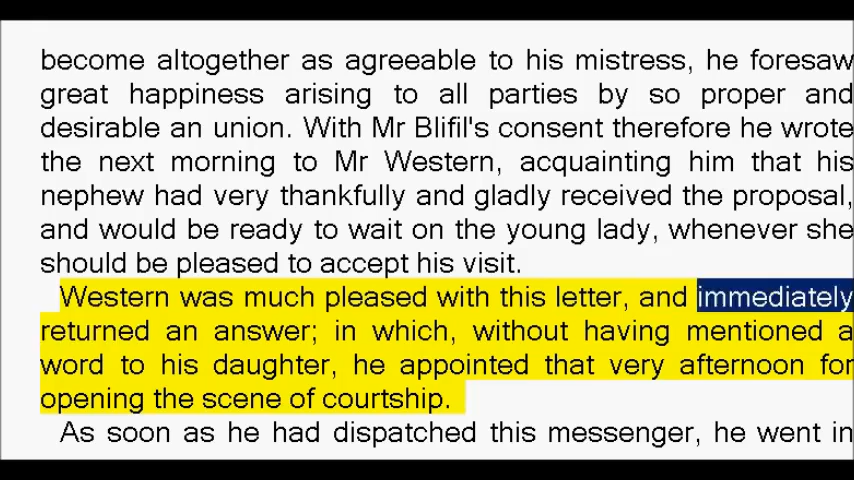 become altogether as agreeable to his mistress, he foresaw
great happiness arising to all parties by so proper and
desirable an union. With Mr Blifil's consent therefore he wrote
the next morning to Mr Western, acquainting him that his
nephew had very thankfully and gladly received the proposal,
and would be ready to wait on the young lady, whenever she
should be pleased to accept his visit.
Western was much pleased with this letter, and immediately
returned an answer; in which, without having mentioned a
word to his daughter, he appointed that very afternoon for
opening the scene of courtship.
As soon as he had dispatched this messenger, he went in